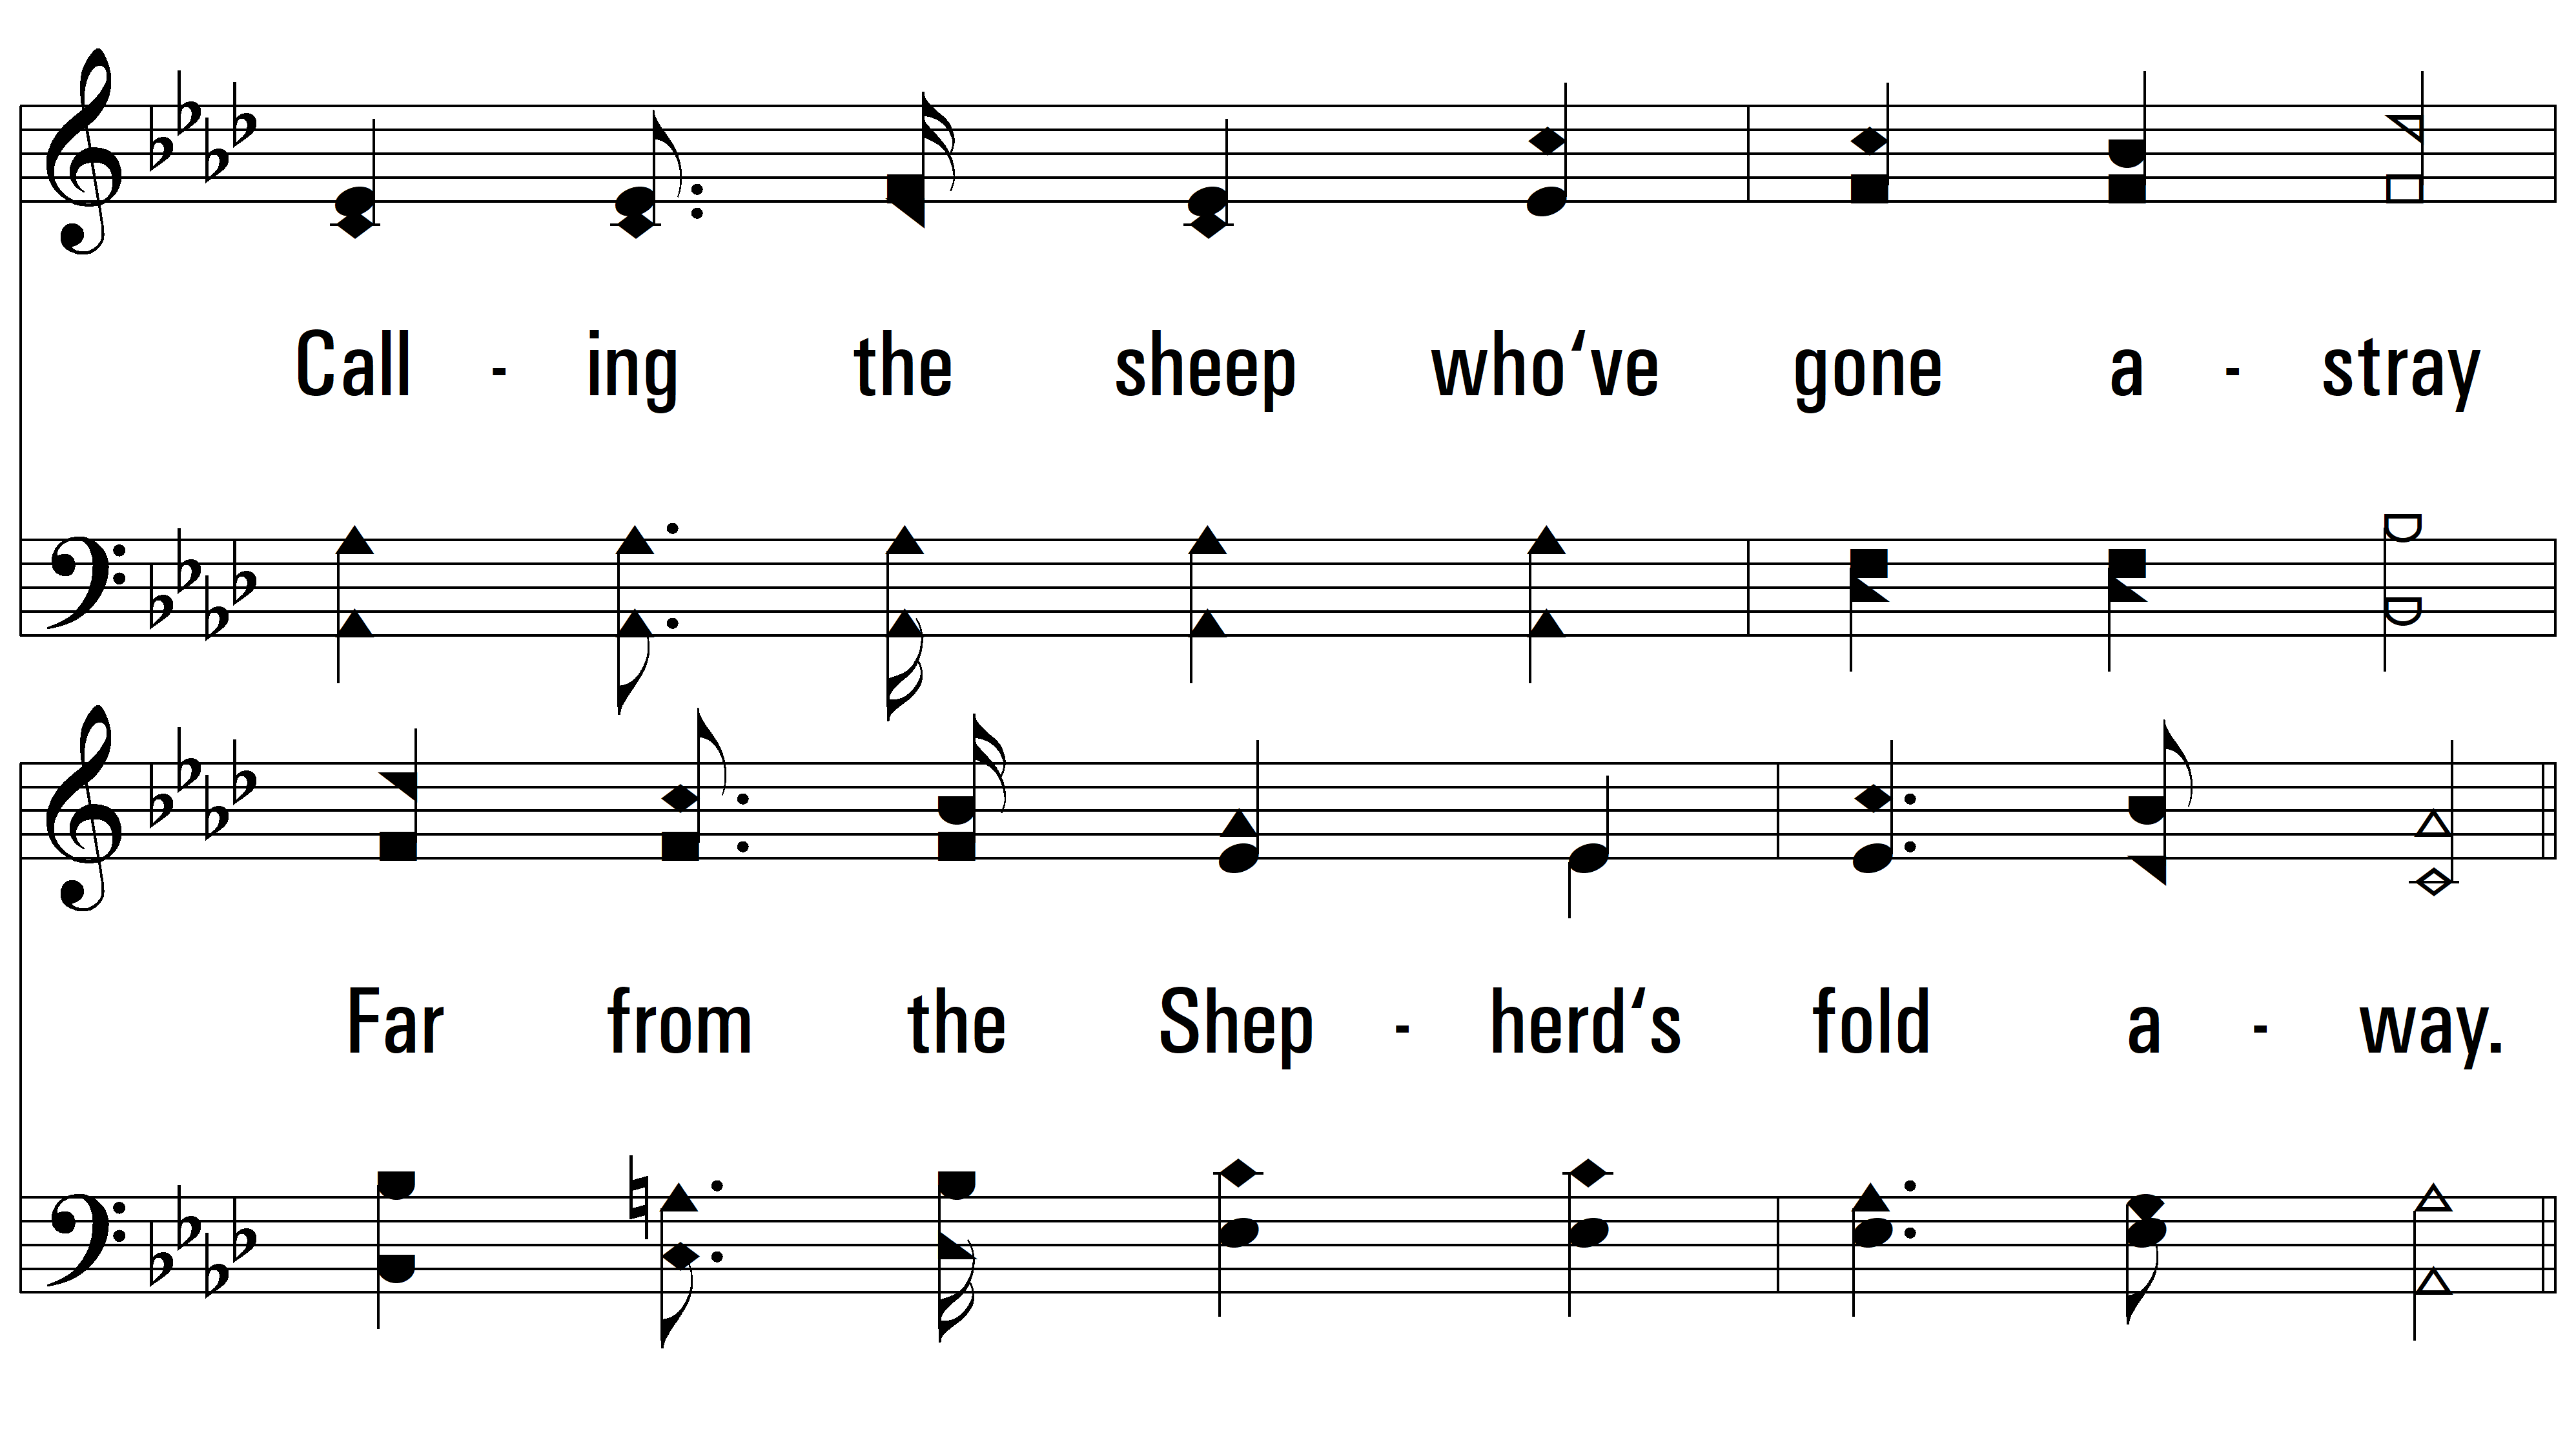 Call - ing the sheep who‘ve gone a - stray
Far from the Shep - herd‘s fold a - way.